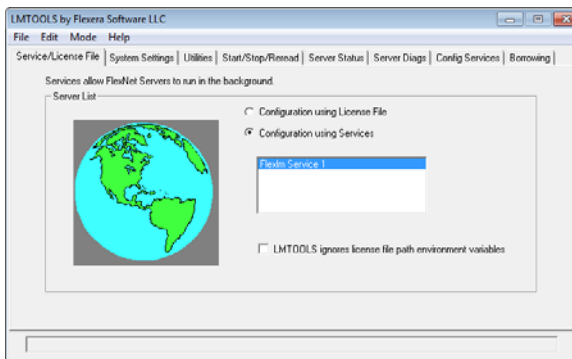 LMTOOLS by Flexera Software LLC
File Edit Mode Help
Service/License File System Settings Utilities Start/Stop/Reread Server Status Server Diags Config Services Borrowing
Services allow FlexNet Servers to run in the background.
Server List
Configuration using License File
Configuration using Services
Flexlm Service 1
LMTOOLS ignores license file path environment variables